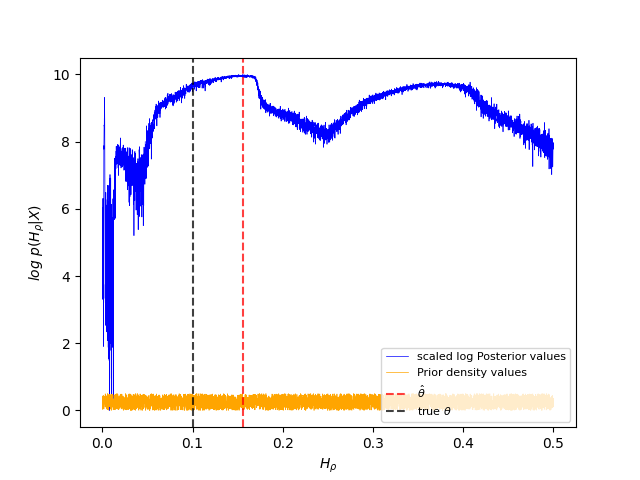 10
8
6
4
2
0
log p(H_ρ|X)
0.0 0.1 0.2 0.3 0.4 0.5
H_ρ
scaled log Posterior values
Prior density values
θ̂
true θ